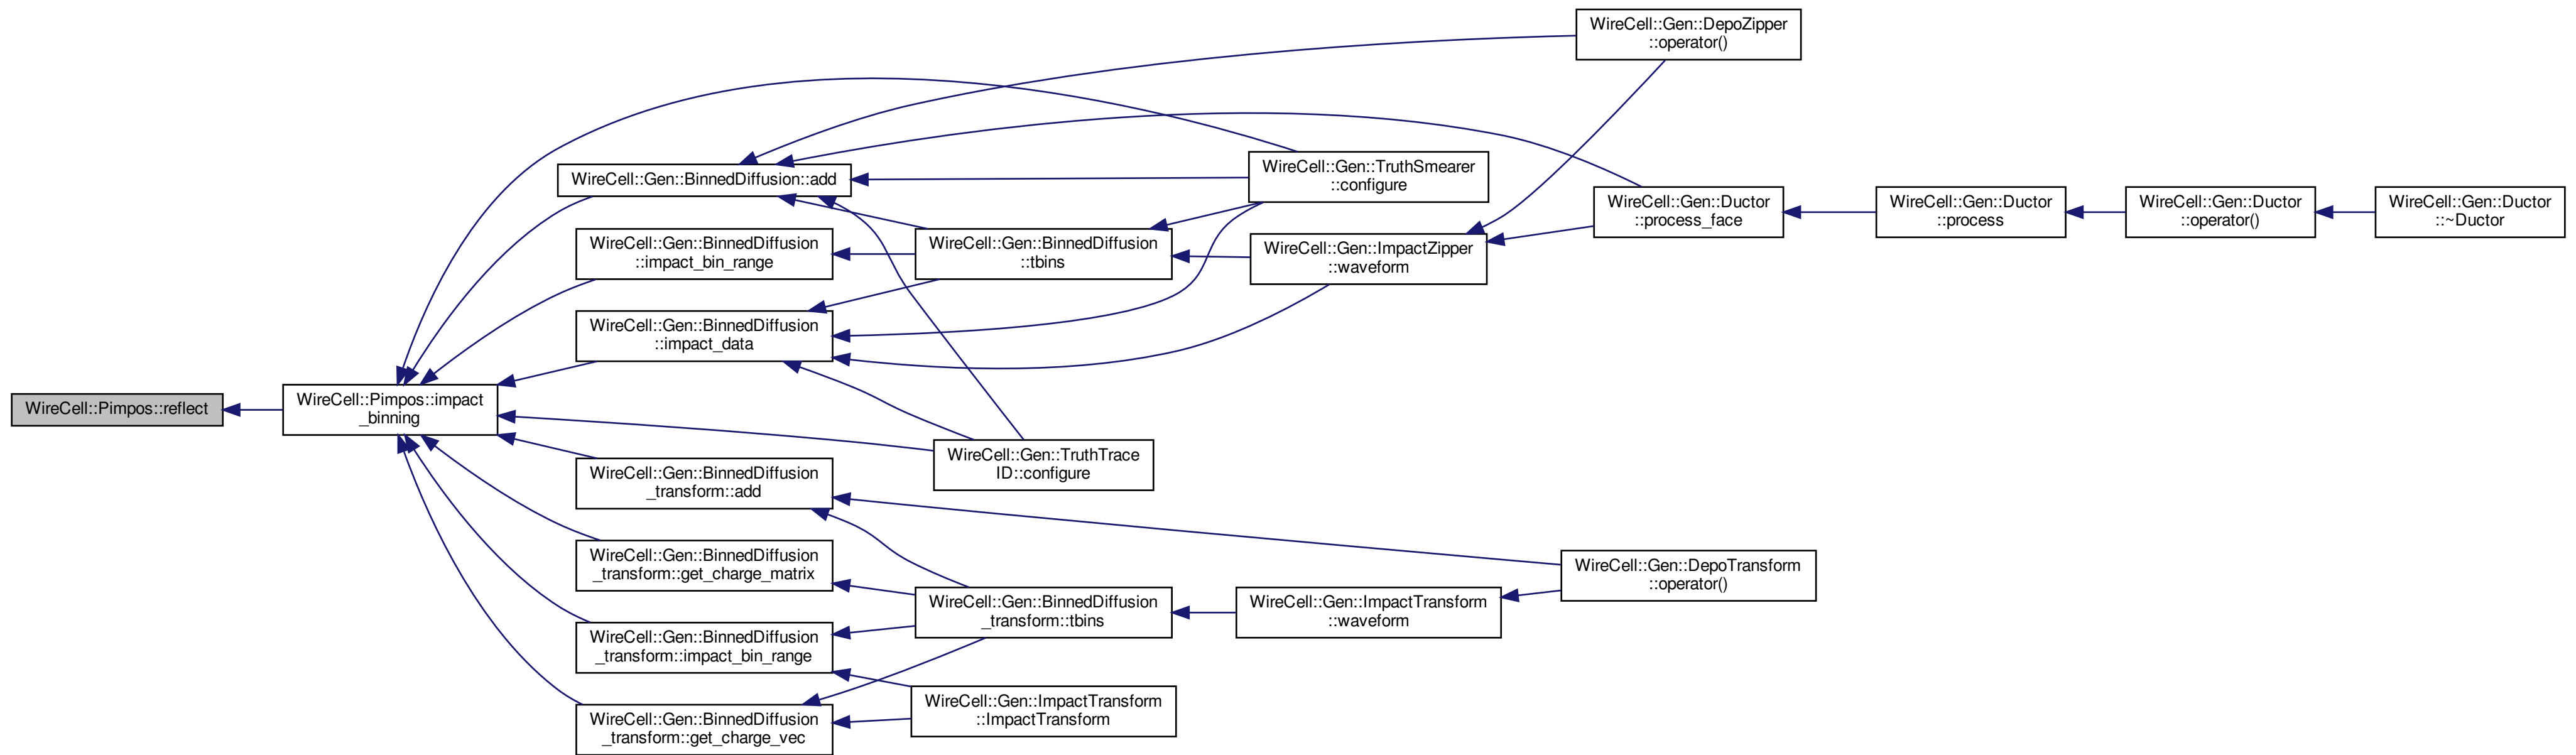 WireCell::Gen::DepoZipper
::operator()
WireCell::Gen::TruthSmearer
::configure
WireCell::Gen::BinnedDiffusion::add
WireCell::Gen::Ductor
::process_face
WireCell::Gen::Ductor
::process
WireCell::Gen::Ductor
::operator()
WireCell::Gen::Ductor
::~Ductor
WireCell::Gen::BinnedDiffusion
::impact_bin_range
WireCell::Gen::BinnedDiffusion
::tbins
WireCell::Gen::ImpactZipper
::waveform
WireCell::Gen::BinnedDiffusion
::impact_data
WireCell::Pimpos::reflect
WireCell::Pimpos::impact
_binning
WireCell::Gen::TruthTrace
ID::configure
WireCell::Gen::BinnedDiffusion
_transform::add
WireCell::Gen::BinnedDiffusion
_transform::get_charge_matrix
WireCell::Gen::DepoTransform
::operator()
WireCell::Gen::BinnedDiffusion
_transform::tbins
WireCell::Gen::ImpactTransform
::waveform
WireCell::Gen::BinnedDiffusion
_transform::impact_bin_range
WireCell::Gen::ImpactTransform
::ImpactTransform
WireCell::Gen::BinnedDiffusion
_transform::get_charge_vec